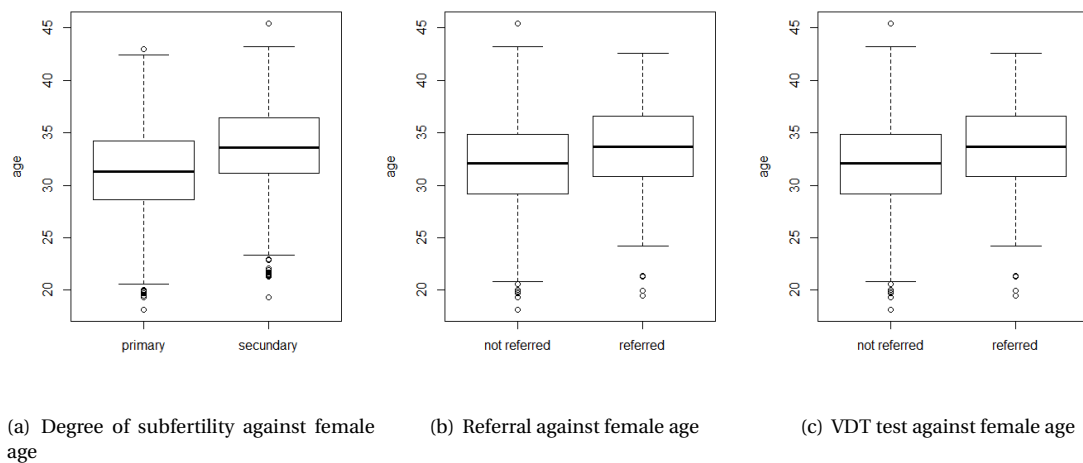 45
40
35
30
25
20
age
primary
secundary
45
40
35
30
25
20
age
not referred
referred
45
40
35
30
25
20
age
not referred
referred
(a) Degree of subfertility against female
age
(b) Referral against female age
(c) VDT test against female age